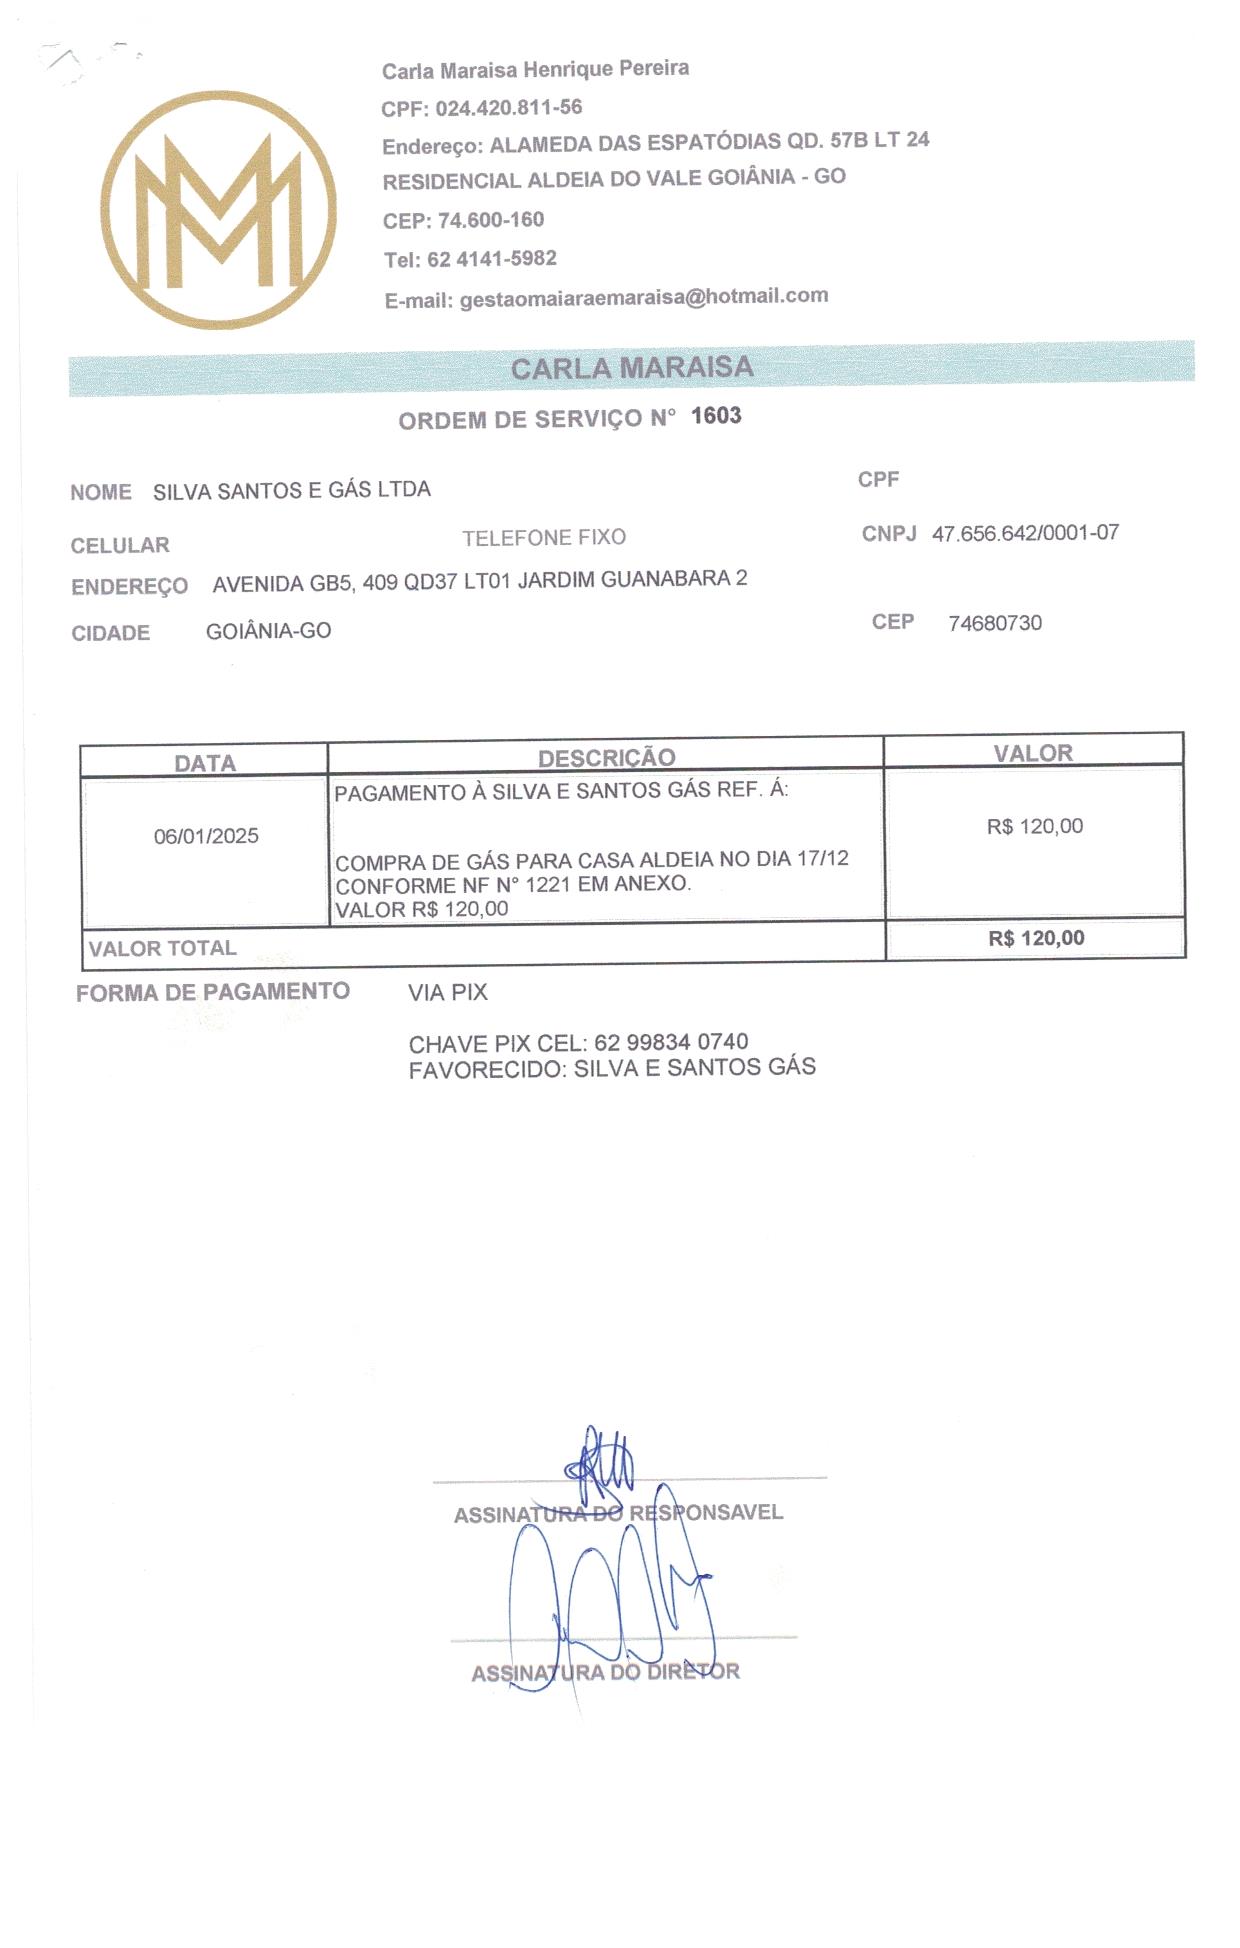 Carla Maraisa Henrique Pereira
CPF: 024.420.811-56
Endereço: ALAMEDA DAS ESPATÓDIAS QD. 57B LT 24
RESIDENCIAL ALDEIA DO VALE GOIÂNIA - GO
CEP: 74.600-160
Tel: 62 4141-5982
E-mail: gestaomaiaraemaraisa@hotmail.com
MM
CARLA MARAISA
ORDEM DE SERVIÇO N° 1603
NOME SILVA SANTOS E GÁS LTDA CPF
CELULAR TELEFONE FIXO CNPJ 47.656.642/0001-07
ENDEREÇO AVENIDA GB5, 409 QD37 LT01 JARDIM GUANABARA 2
CIDADE GOIÂNIA-GO CEP 74680730
DATA DESCRIÇÃO VALOR
PAGAMENTO À SILVA E SANTOS GÁS REF. Á:
06/01/2025 R$ 120,00
COMPRA DE GÁS PARA CASA ALDEIA NO DIA 17/12
CONFORME NF N° 1221 EM ANEXO.
VALOR R$ 120,00
VALOR TOTAL R$ 120,00
FORMA DE PAGAMENTO VIA PIX
CHAVE PIX CEL: 62 99834 0740
FAVORECIDO: SILVA E SANTOS GÁS
ASSINATURA DO RESPONSAVEL
ASSINATURA DO DIRETOR